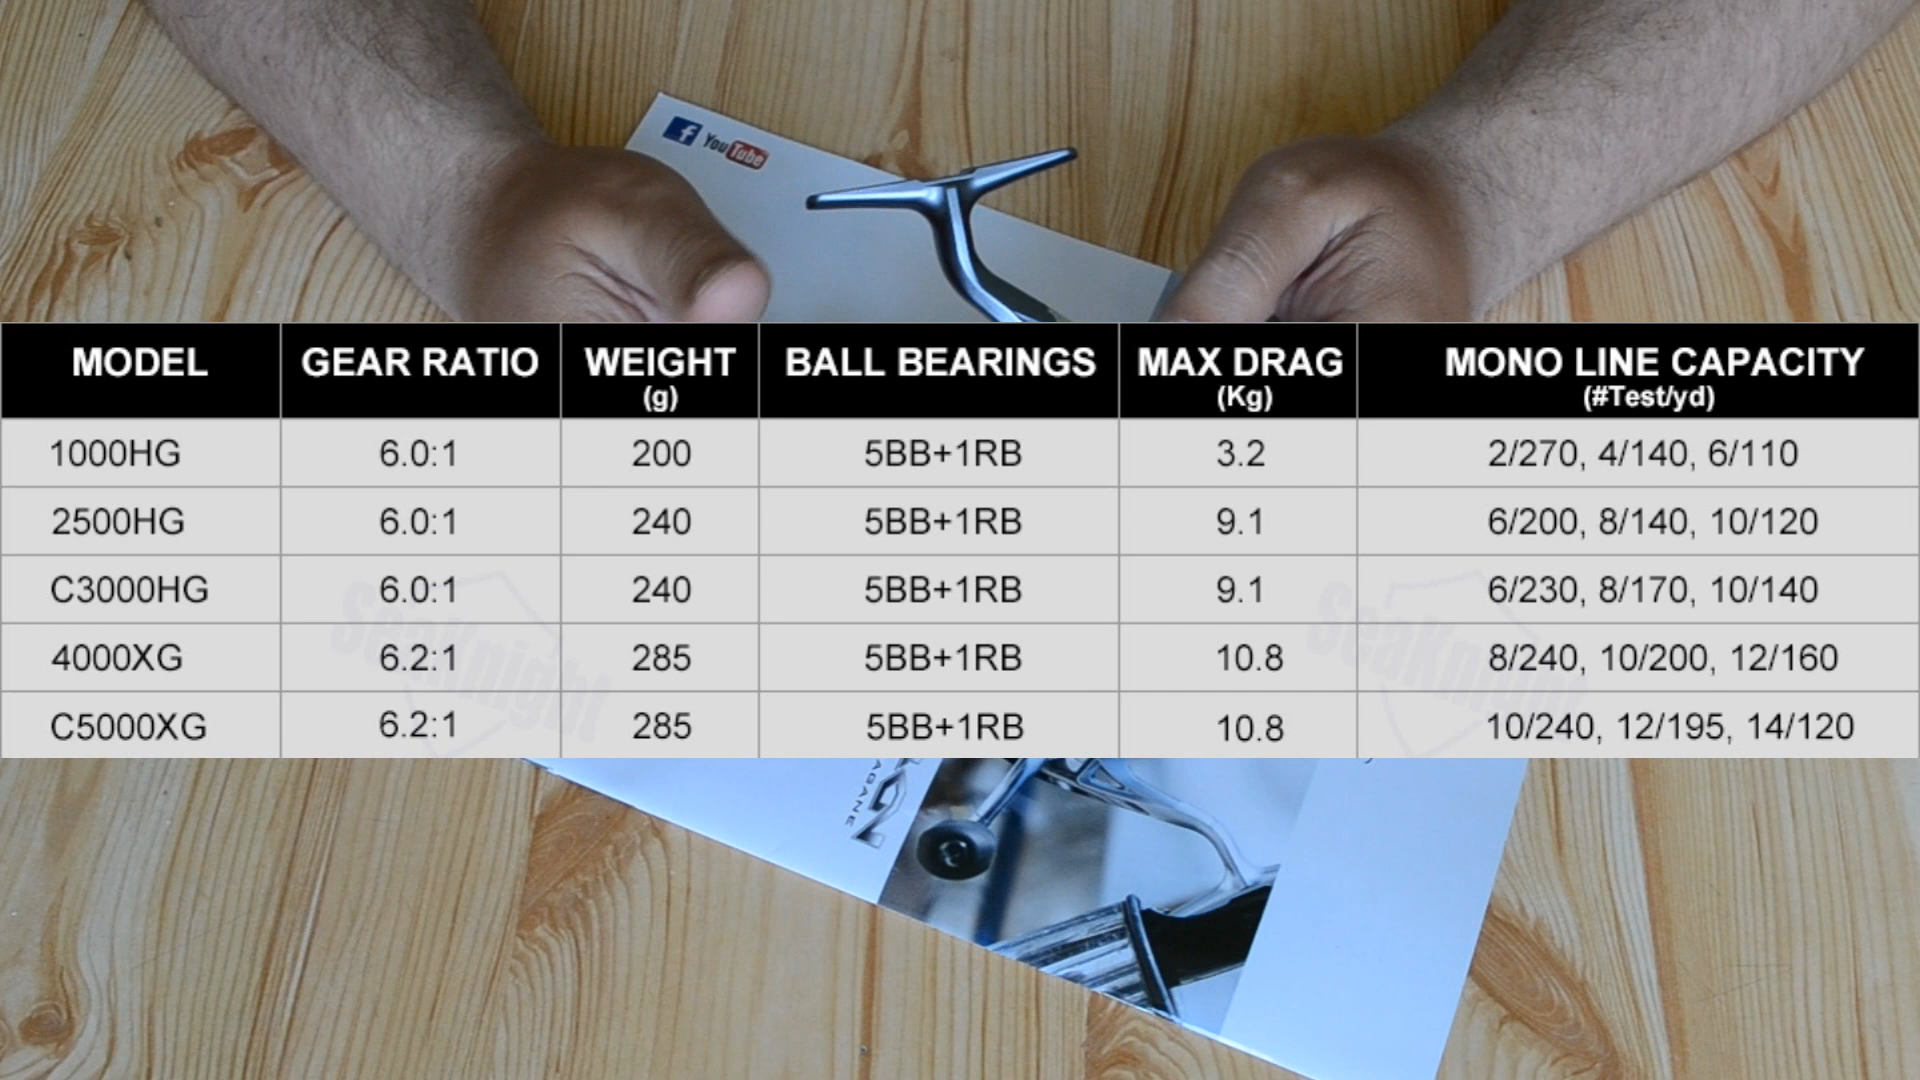 f YouTube
MODEL GEAR RATIO WEIGHT BALL BEARINGS MAX DRAG MONO LINE CAPACITY
(g) (Kg) (#Test/yd)
1000HG 6.0:1 200 5BB+1RB 3.2 2/270, 4/140, 6/110
2500HG 6.0:1 240 5BB+1RB 9.1 6/200, 8/140, 10/120
C3000HG 6.0:1 240 5BB+1RB 9.1 6/230, 8/170, 10/140
4000XG 6.2:1 285 5BB+1RB 10.8 8/240, 10/200, 12/160
C5000XG 6.2:1 285 5BB+1RB 10.8 10/240, 12/195, 14/120
SeaKnight SeaKnight